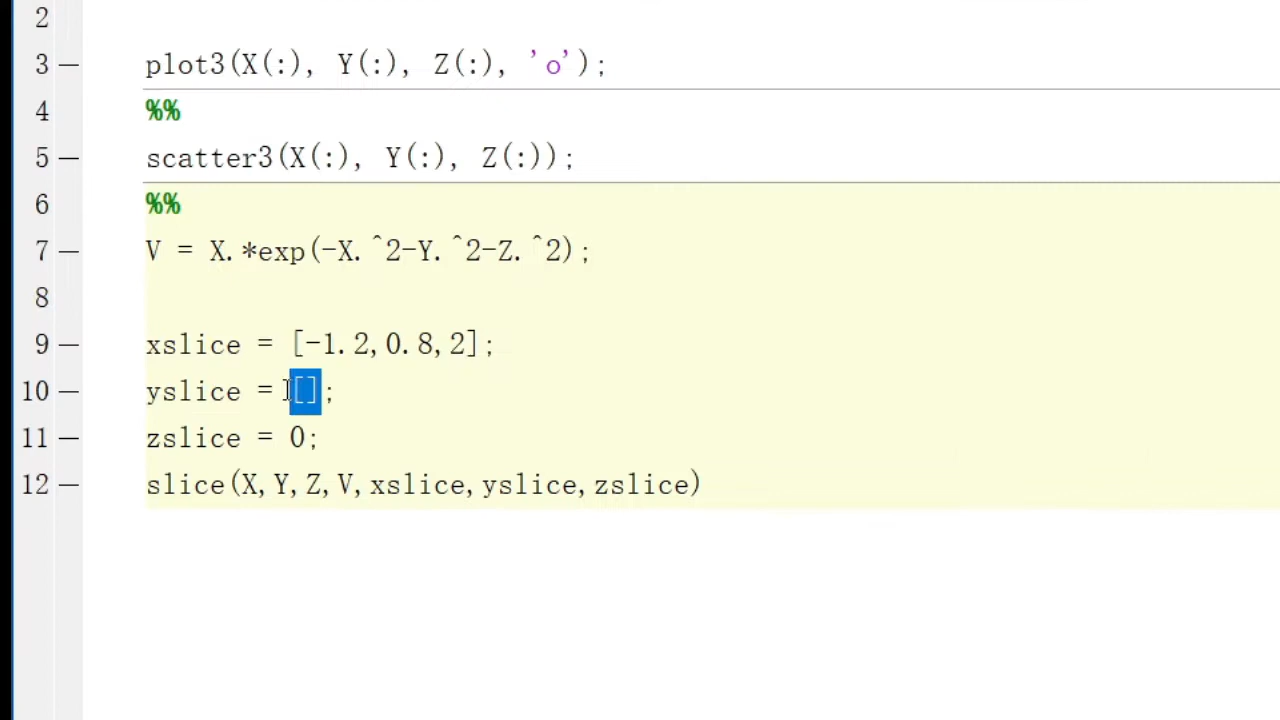 2
3 — plot3(X(:), Y(:), Z(:), 'o');
4 %%
5 — scatter3(X(:), Y(:), Z(:));
6 %%
7 — V = X.*exp(-X.^2-Y.^2-Z.^2);
8
9 — xslice = [-1.2,0.8,2];
10 — yslice = [];
11 — zslice = 0;
12 — slice(X,Y,Z,V,xslice,yslice,zslice)